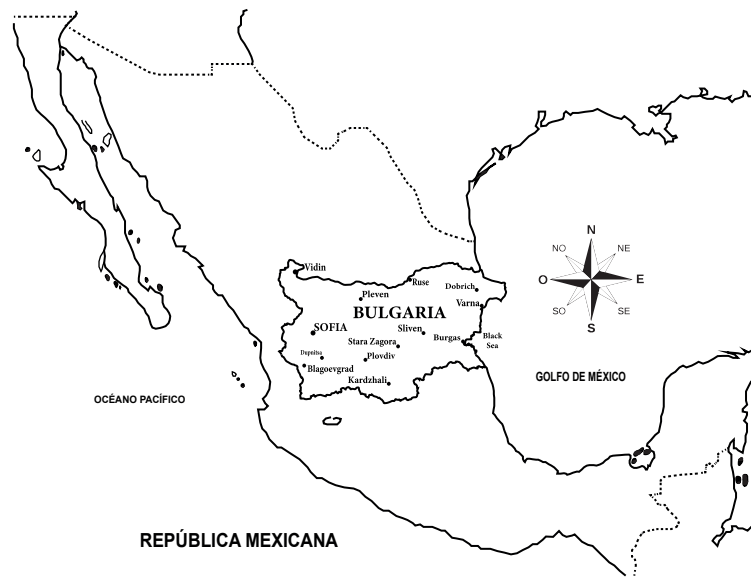 N
NO
NE
O
E
SO
SE
S
Vidin
Ruse
Dobrich
Pleven
Varna
BULGARIA
SOFIA
Sliven
Burgas
Black
Sea
Stara Zagora
Dupnitsa
Plovdiv
Blagoevgrad
Kardzhali
GOLFO DE MÉXICO
OCÉANO PACÍFICO
REPÚBLICA MEXICANA